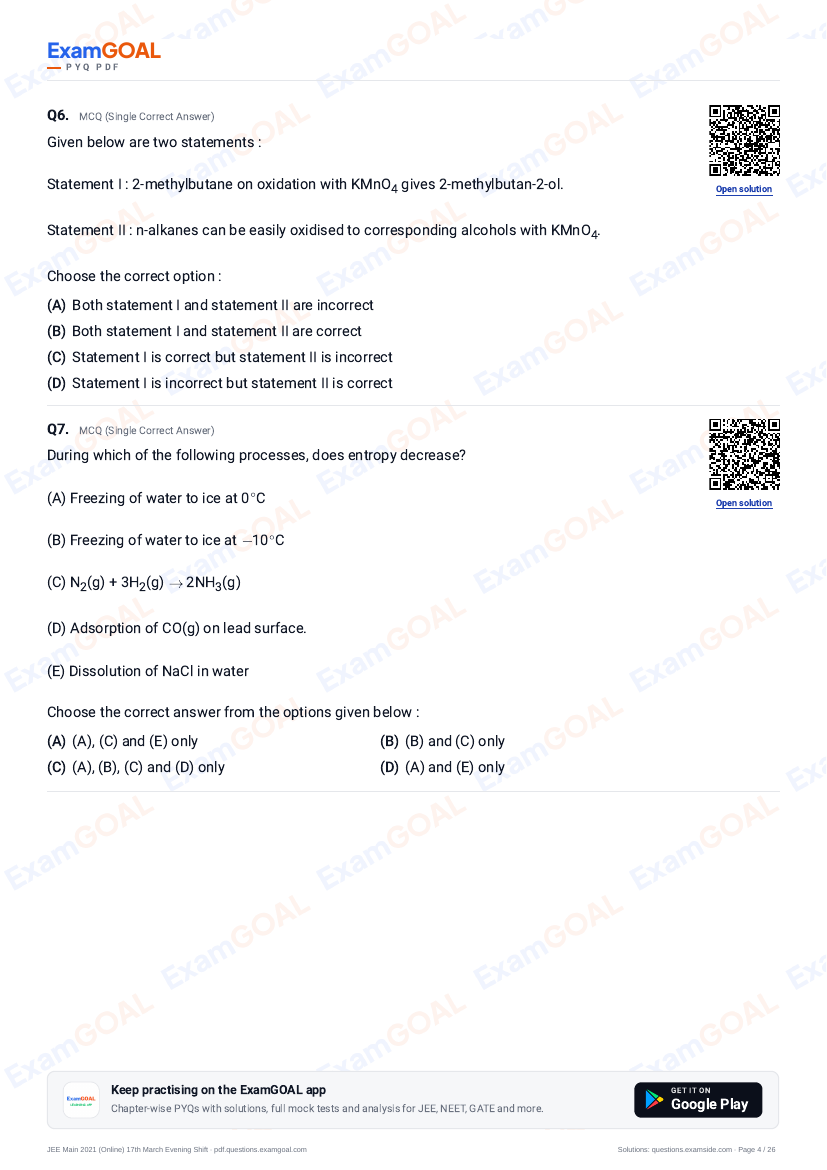 ExamGOAL
PYQ PDF
Q6. MCQ (Single Correct Answer)
Given below are two statements :
Open solution
Statement I : 2-methylbutane on oxidation with KMnO₄ gives 2-methylbutan-2-ol.
Statement II : n-alkanes can be easily oxidised to corresponding alcohols with KMnO₄.
Choose the correct option :
(A) Both statement I and statement II are incorrect
(B) Both statement I and statement II are correct
(C) Statement I is correct but statement II is incorrect
(D) Statement I is incorrect but statement II is correct
Q7. MCQ (Single Correct Answer)
During which of the following processes, does entropy decrease?
Open solution
(A) Freezing of water to ice at 0°C
(B) Freezing of water to ice at −10°C
(C) N₂(g) + 3H₂(g) → 2NH₃(g)
(D) Adsorption of CO(g) on lead surface.
(E) Dissolution of NaCl in water
Choose the correct answer from the options given below :
(A) (A), (C) and (E) only (B) (B) and (C) only
(C) (A), (B), (C) and (D) only (D) (A) and (E) only
Keep practising on the ExamGOAL app
Chapter-wise PYQs with solutions, full mock tests and analysis for JEE, NEET, GATE and more.
GET IT ON
Google Play
JEE Main 2021 (Online) 17th March Evening Shift · pdf.questions.examgoal.com Solutions: questions.examside.com · Page 4 / 26